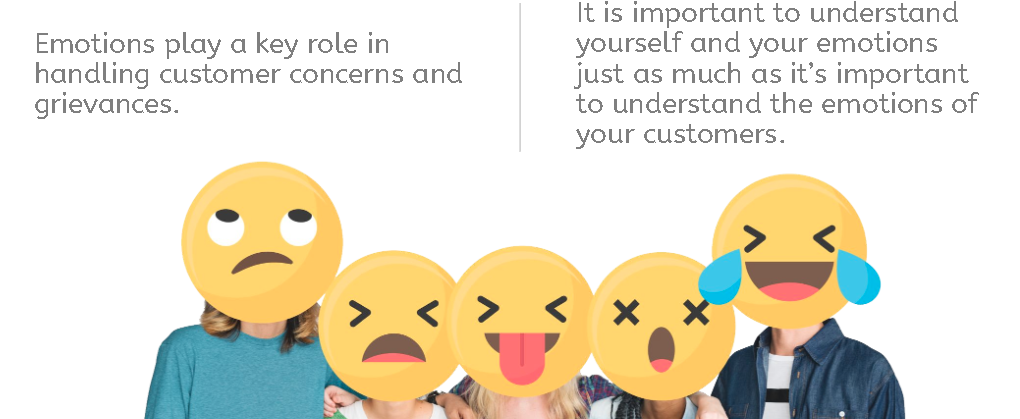 Emotions play a key role in
handling customer concerns and
grievances.
It is important to understand
yourself and your emotions
just as much as it’s important
to understand the emotions of
your customers.